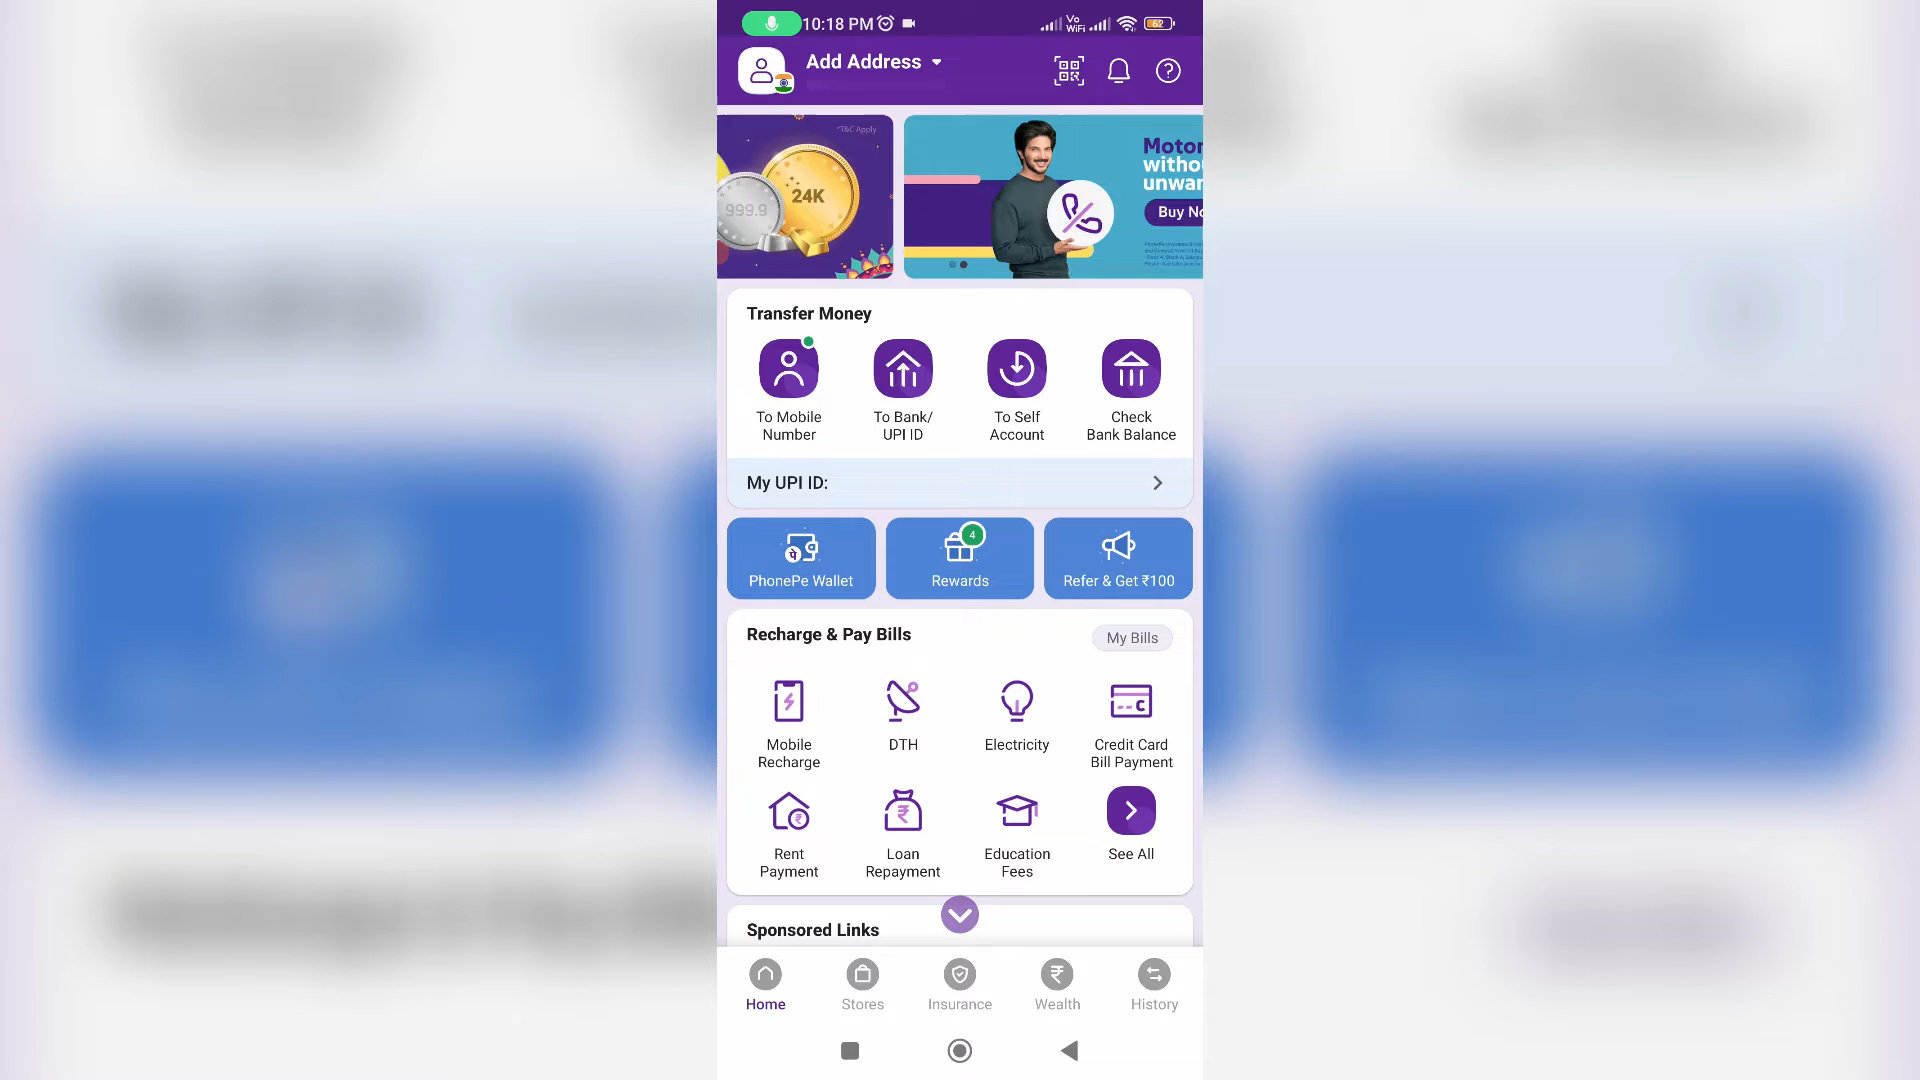 10:18 PM
Vo
WiFi
62
Add Address
*T&C Apply
999.9
24K
Motor
witho
unwar
Buy No
Transfer Money
To Mobile
Number
To Bank/
UPI ID
To Self
Account
Check
Bank Balance
My UPI ID:
पे
PhonePe Wallet
4
Rewards
Refer & Get ₹100
Recharge & Pay Bills
My Bills
Mobile
Recharge
DTH
Electricity
C
Credit Card
Bill Payment
₹
Rent
Payment
₹
Loan
Repayment
Education
Fees
See All
Sponsored Links
Home
Stores
Insurance
₹
Wealth
History